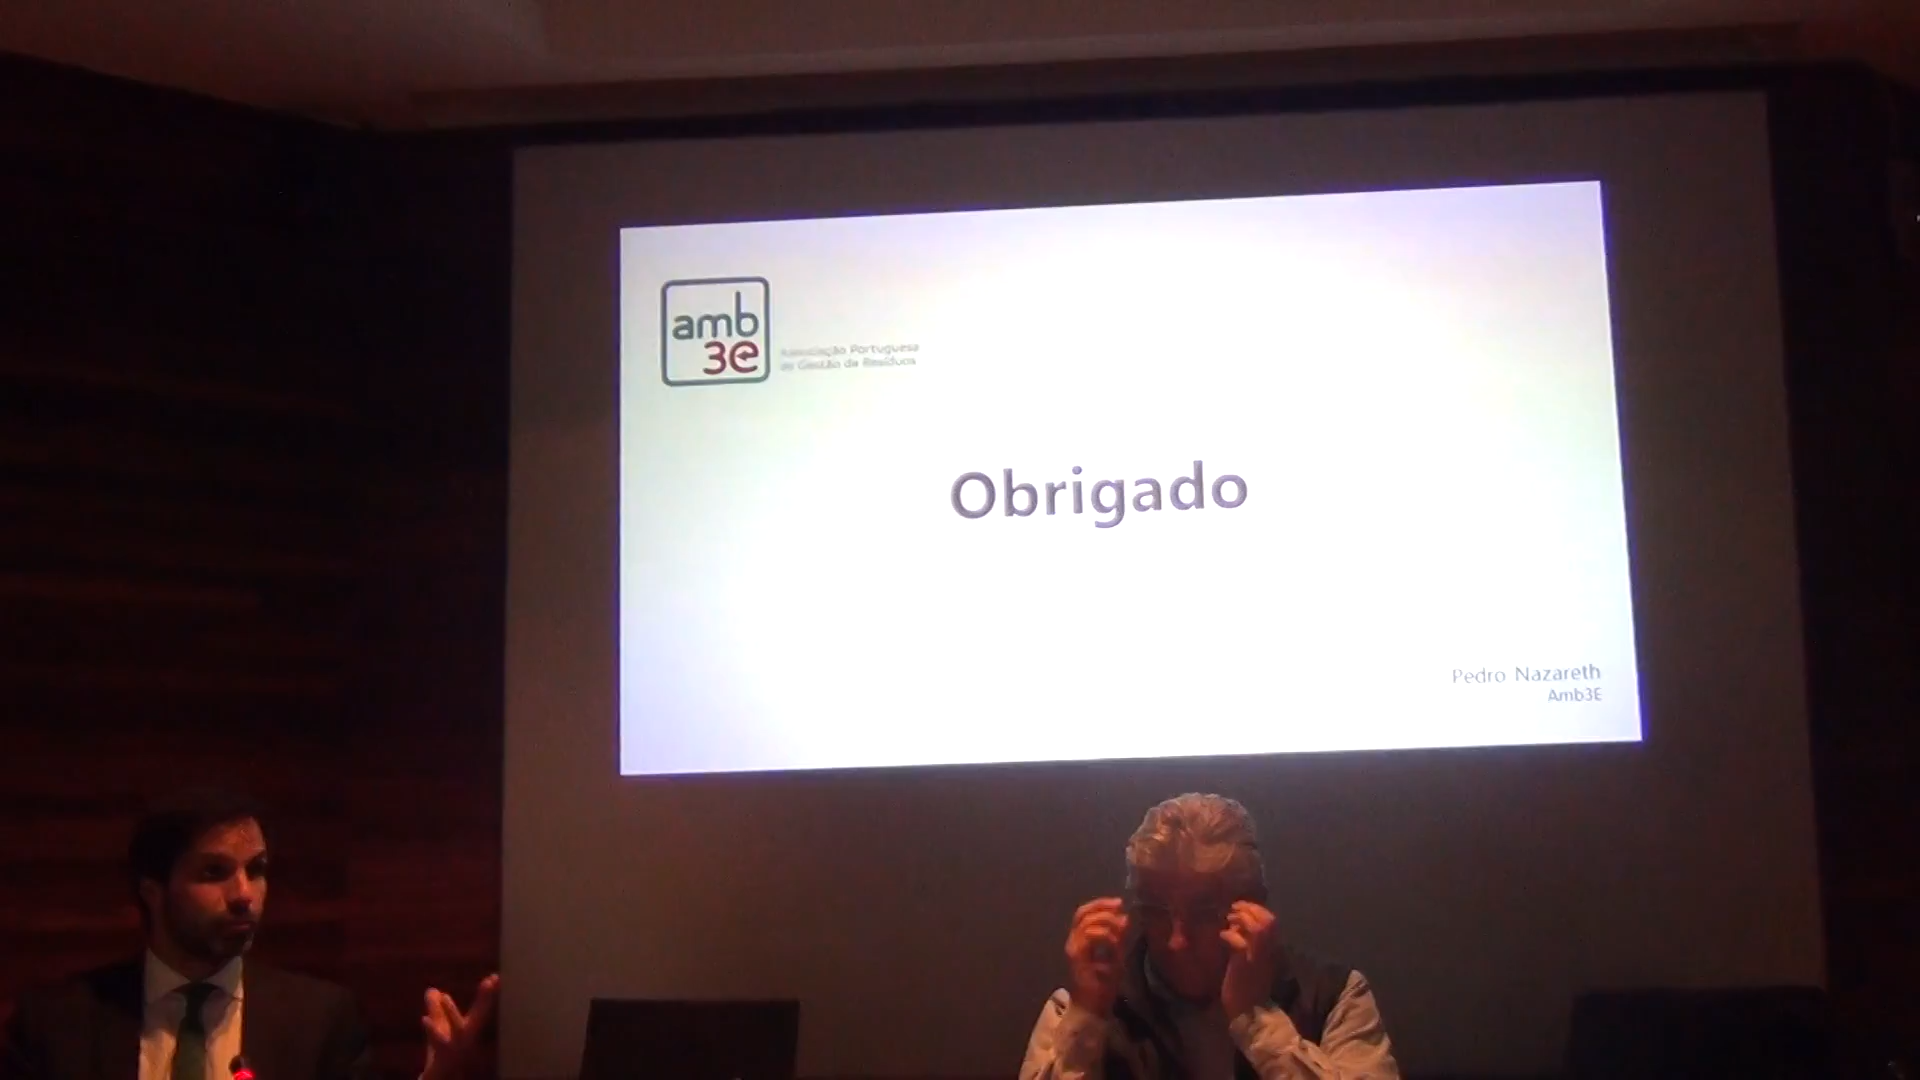 amb
3e
Associação Portuguesa
de Gestão de Resíduos
Obrigado
Pedro Nazareth
Amb3E